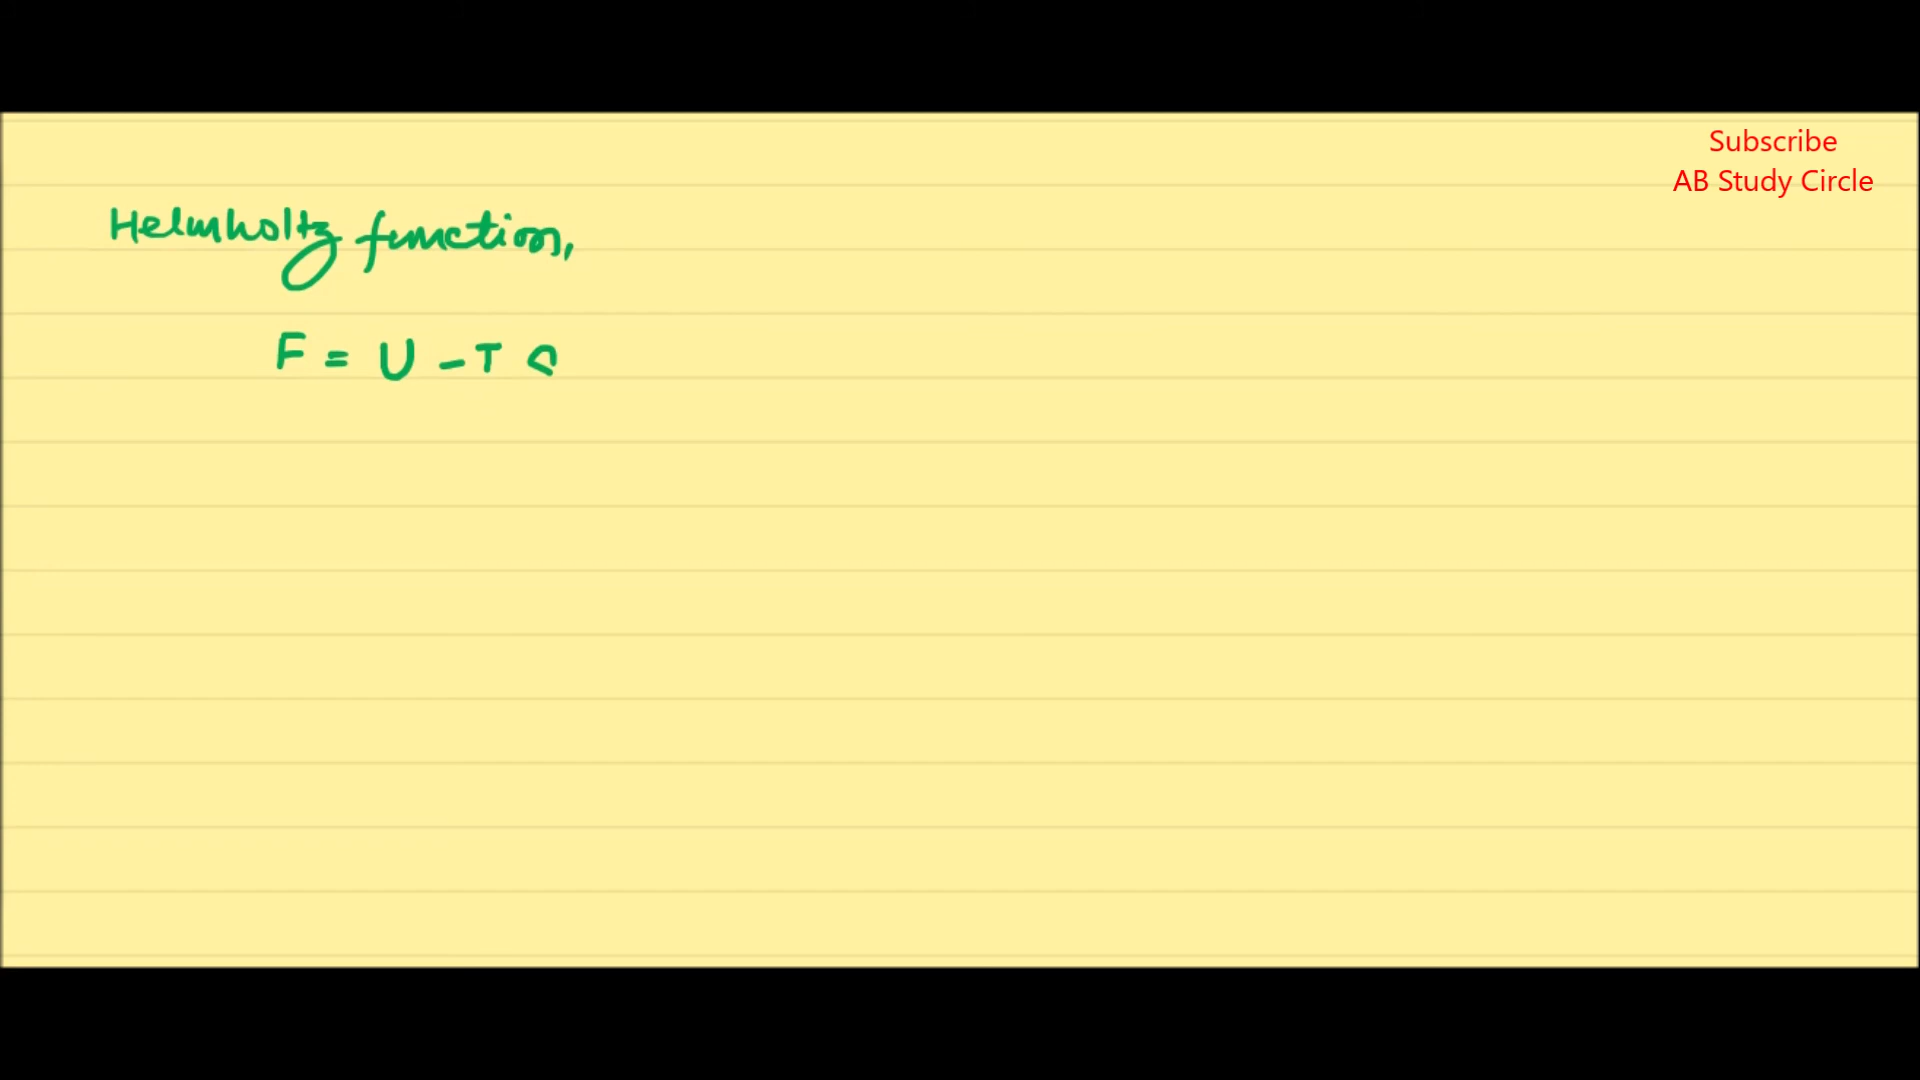 Subscribe
AB Study Circle
Helmholtz function,
F = U - T S